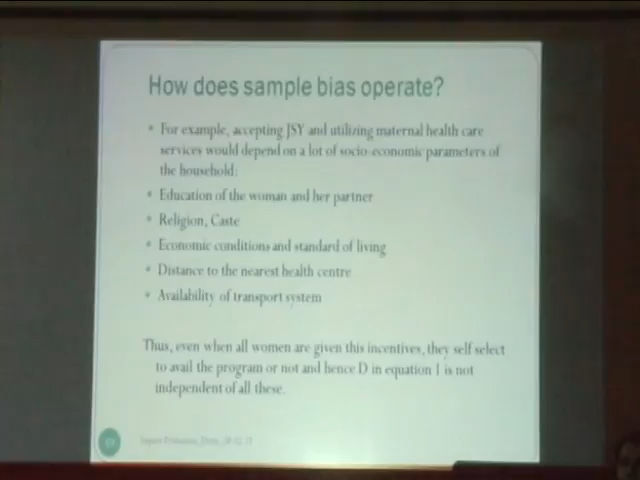 How does sample bias operate?
• For example, accepting JSY and utilizing maternal health care
services would depend on a lot of socio-economic parameters of
the household:
• Education of the woman and her partner
• Religion, Caste
• Economic conditions and standard of living
• Distance to the nearest health centre
• Availability of transport system
Thus, even when all women are given this incentives, they self select
to avail the program or not and hence D in equation 1 is not
independent of all these.